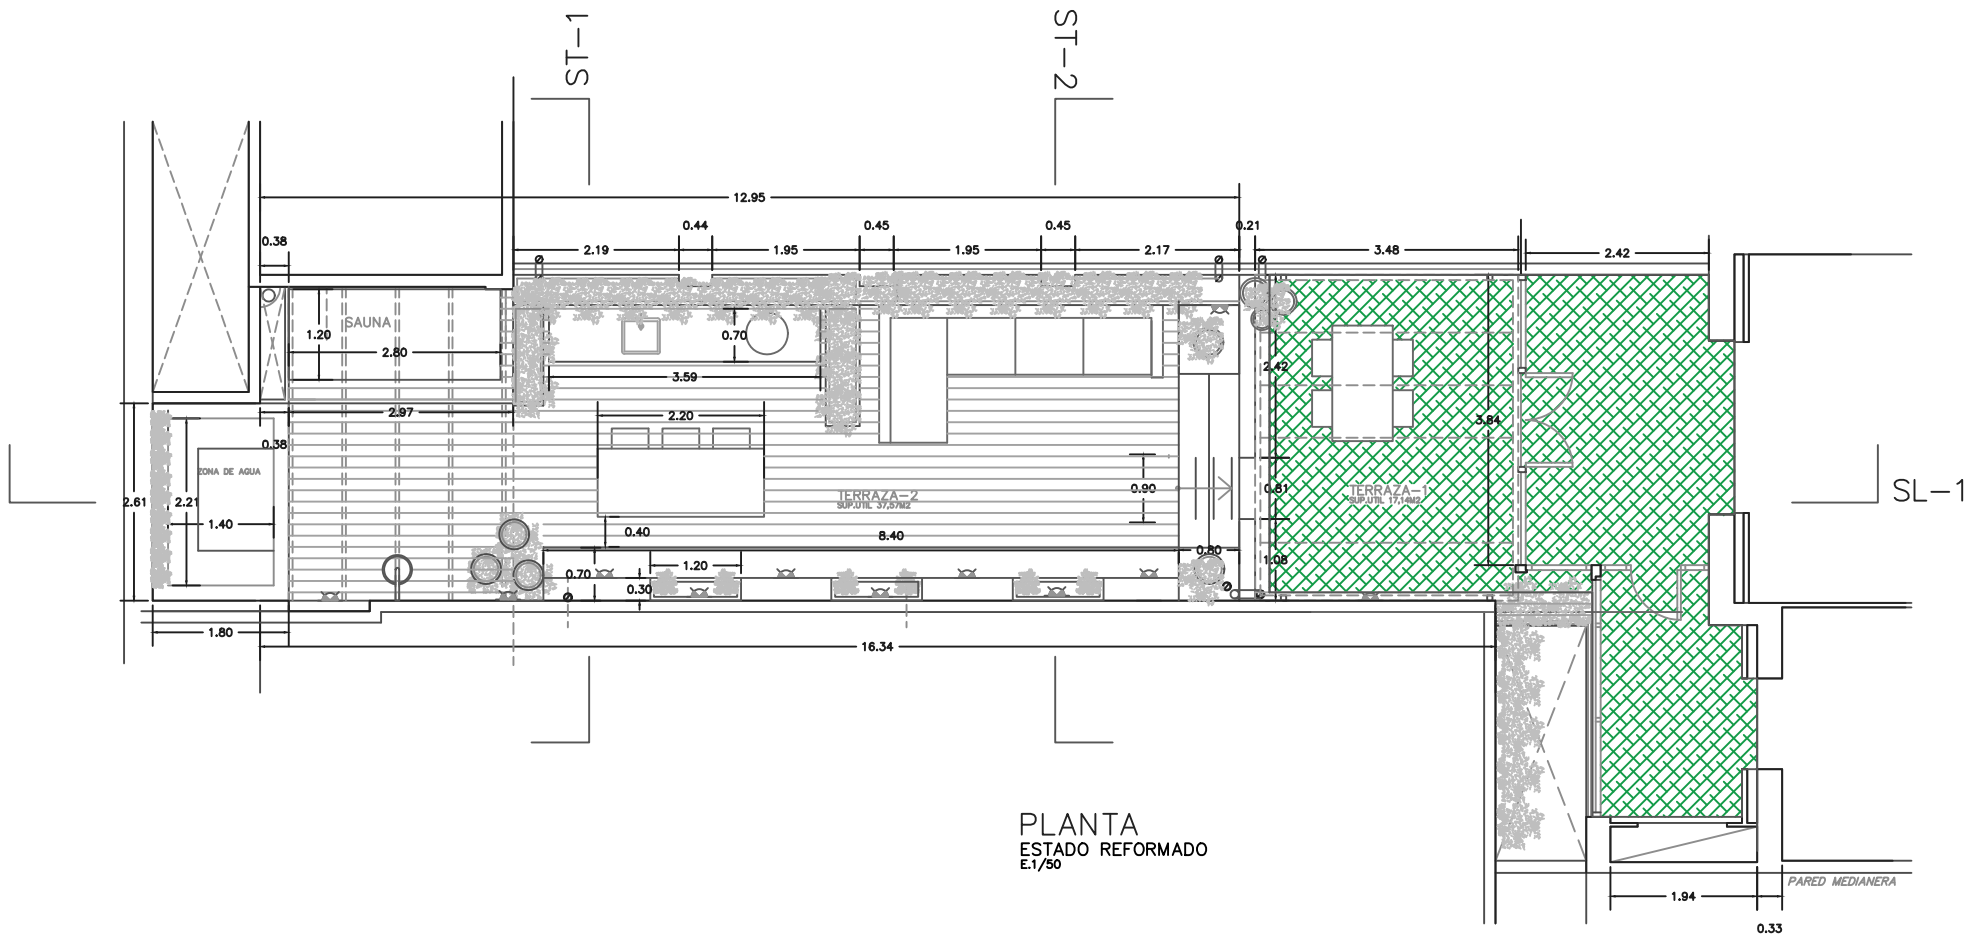 ST-1
ST-2
12.95
0.38
0.44
0.45
0.45
0.21
2.19
1.95
1.95
2.17
3.48
2.42
SAUNA
1.20
2.80
0.70
3.59
2.42
2.97
2.20
3.84
0.38
ZONA DE AGUA
2.61
2.21
1.40
TERRAZA-2
SUP.UTIL 37,57M2
0.90
0.81
TERRAZA-1
SUP.UTIL 17,14M2
SL-1
0.40
8.40
0.80
1.08
0.70
1.20
0.30
1.80
16.34
PLANTA
ESTADO REFORMADO
E.1/50
PARED MEDIANERA
1.94
0.33